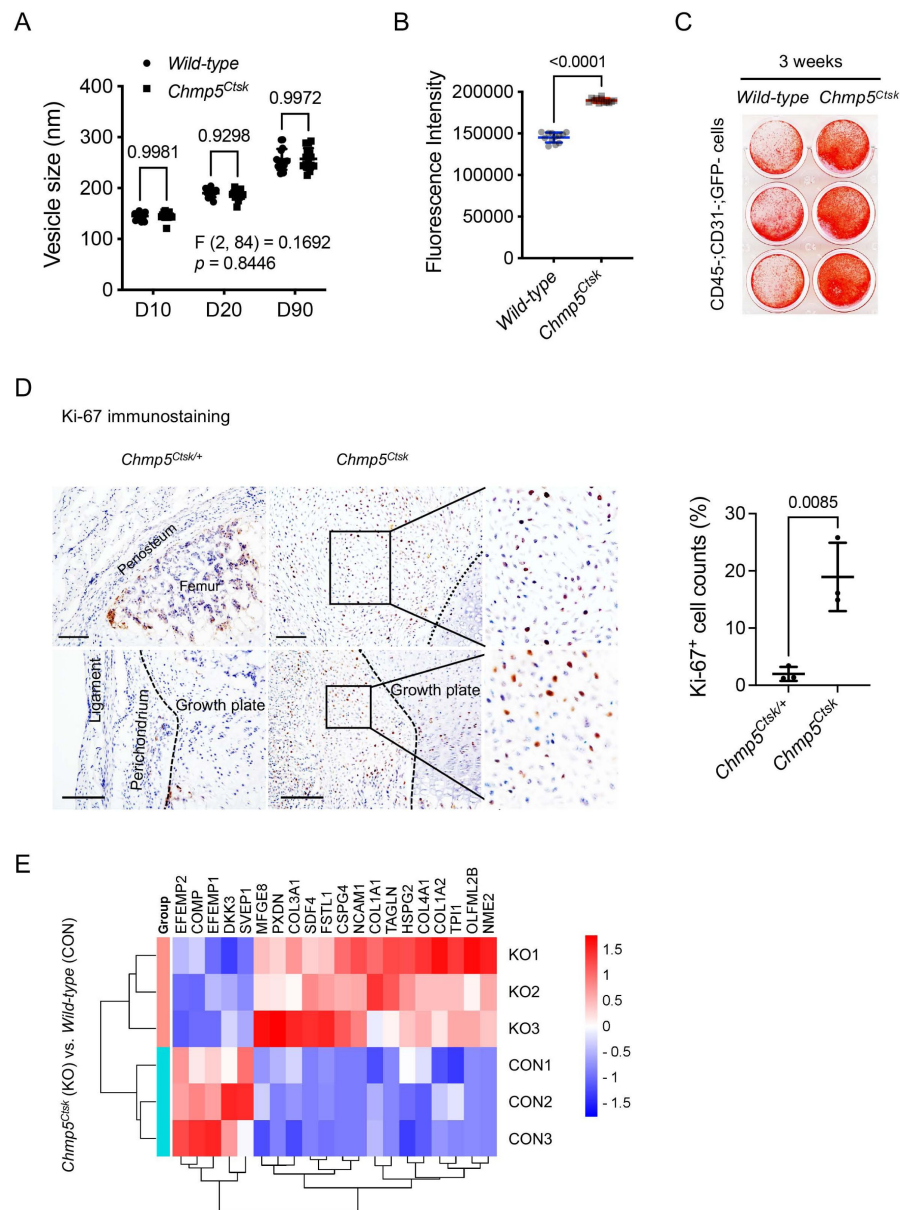 A
Wild-type
Chmp5Ctsk
Vesicle size (nm)
400
300
200
100
0
0.9981
0.9298
0.9972
F (2, 84) = 0.1692
p = 0.8446
D10
D20
D90
B
<0.0001
Fluorescence Intensity
200000
150000
100000
50000
0
Wild-type
Chmp5Ctsk
C
3 weeks
Wild-type
Chmp5Ctsk
CD45-;CD31-;GFP- cells
D
Ki-67 immunostaining
Chmp5Ctsk/+
Chmp5Ctsk
Periosteum
Femur
Ligament
Perichondrium
Growth plate
Growth plate
0.0085
Ki-67+ cell counts (%)
30
20
10
0
Chmp5Ctsk/+
Chmp5Ctsk
E
Chmp5Ctsk (KO) vs. Wild-type (CON)
Group
EFEMP2
COMP
EFEMP1
DKK3
SVEP1
MFGE8
PXDN
COL3A1
SDF4
FSTL1
CSPG4
NCAM1
COL1A1
TAGLN
HSPG2
COL4A1
COL1A2
TPI1
OLFML2B
NME2
KO1
KO2
KO3
CON1
CON2
CON3
1.5
1
0.5
0
- 0.5
- 1
- 1.5